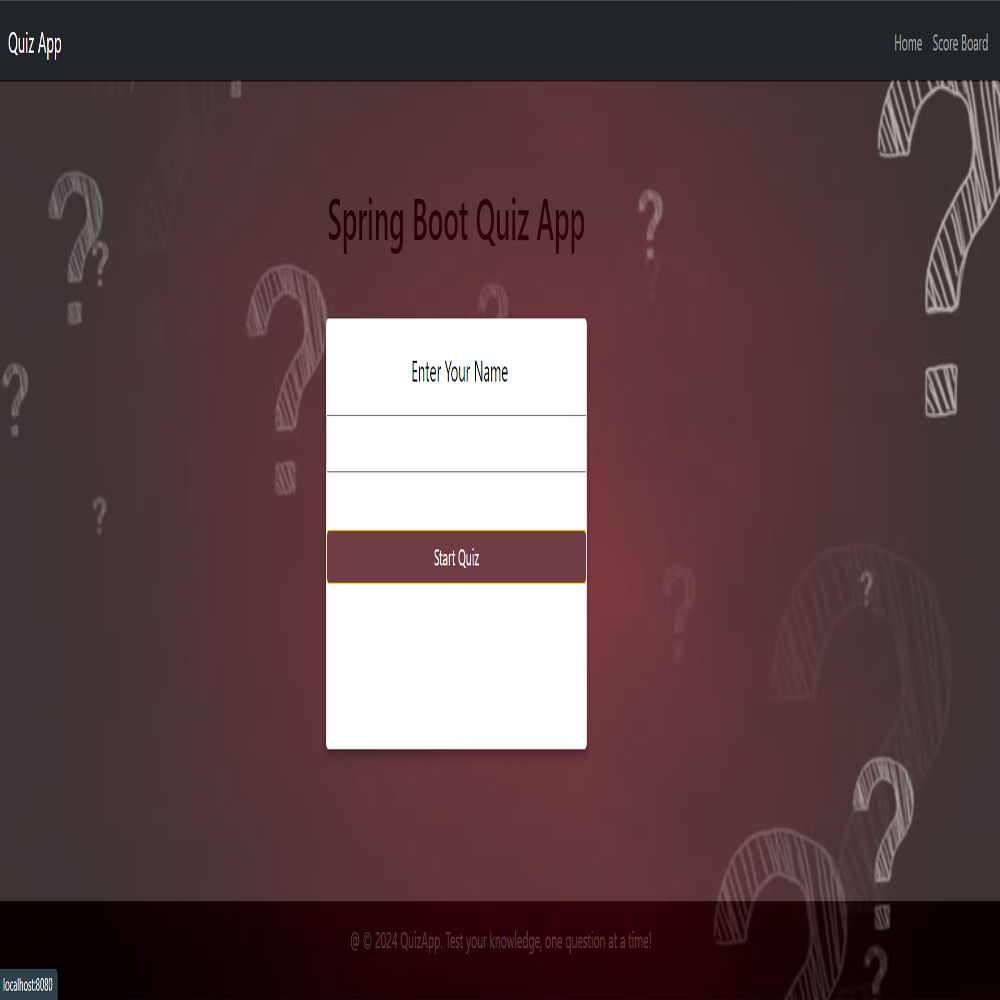 Quiz App
Home Score Board
Spring Boot Quiz App
Enter Your Name
Start Quiz
@ © 2024 QuizApp. Test your knowledge, one question at a time!
localhost:8080